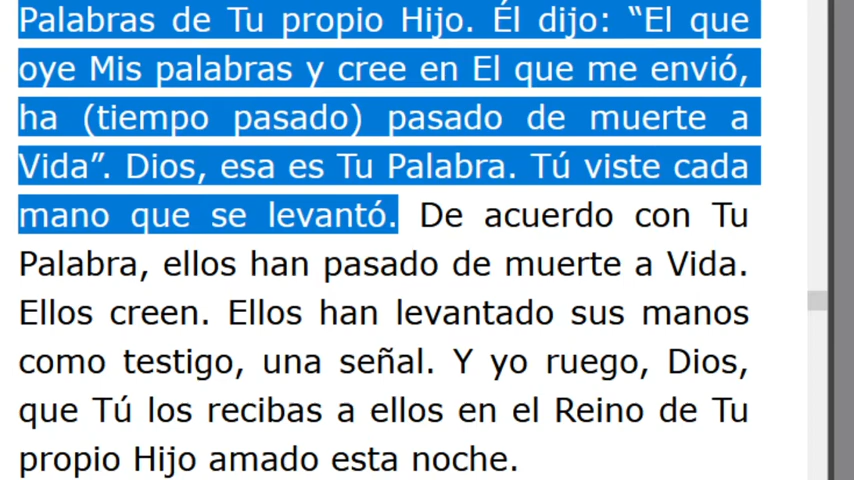 Palabras de Tu propio Hijo. Él dijo: “El que
oye Mis palabras y cree en El que me envió,
ha (tiempo pasado) pasado de muerte a
Vida”. Dios, esa es Tu Palabra. Tú viste cada
mano que se levantó. De acuerdo con Tu
Palabra, ellos han pasado de muerte a Vida.
Ellos creen. Ellos han levantado sus manos
como testigo, una señal. Y yo ruego, Dios,
que Tú los recibas a ellos en el Reino de Tu
propio Hijo amado esta noche.